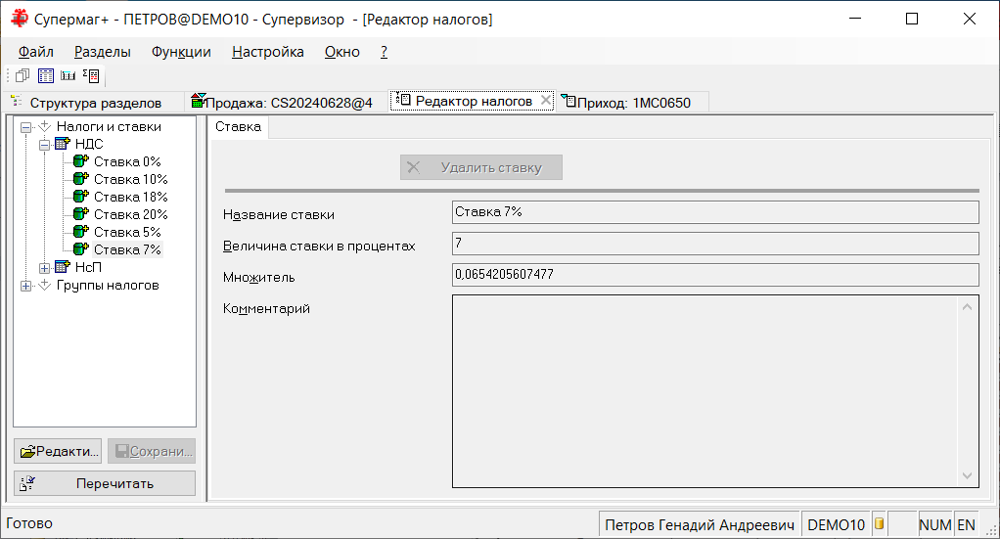 Супермаг+ - ПЕТРОВ@DEMO10 - Супервизор - [Редактор налогов]
Файл Разделы Функции Настройка Окно ?
Структура разделов Продажа: CS20240628@4 Редактор налогов Приход: 1МС0650
Налоги и ставки
НДС
Ставка 0%
Ставка 10%
Ставка 18%
Ставка 20%
Ставка 5%
Ставка 7%
НсП
Группы налогов
Редакти...
Сохрани...
Перечитать
Ставка
Удалить ставку
Название ставки Ставка 7%
Величина ставки в процентах 7
Множитель 0,0654205607477
Комментарий
Готово Петров Генадий Андреевич DEMO10 NUM EN